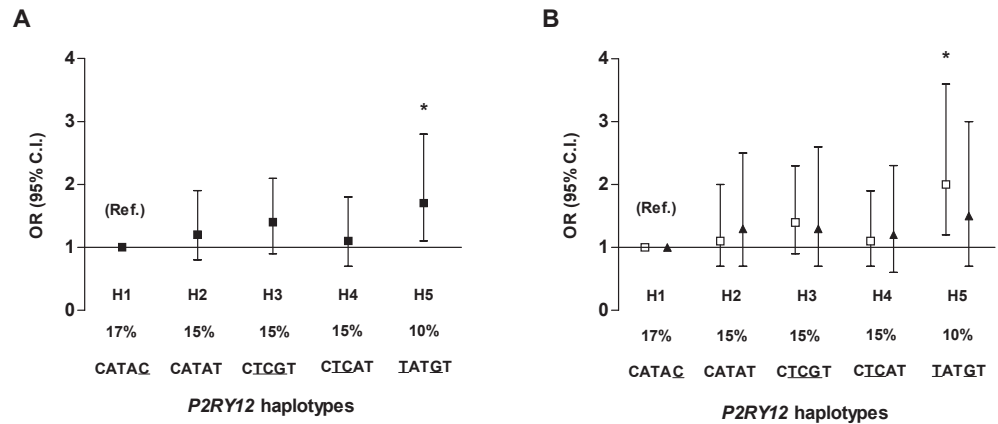 A
OR (95% C.I.)
4
3
2
1
0
*
(Ref.)
H1 H2 H3 H4 H5
17% 15% 15% 15% 10%
CATAC CATAT CTCGT CTCAT TATGT
P2RY12 haplotypes
B
OR (95% C.I.)
4
3
2
1
0
*
(Ref.)
H1 H2 H3 H4 H5
17% 15% 15% 15% 10%
CATAC CATAT CTCGT CTCAT TATGT
P2RY12 haplotypes